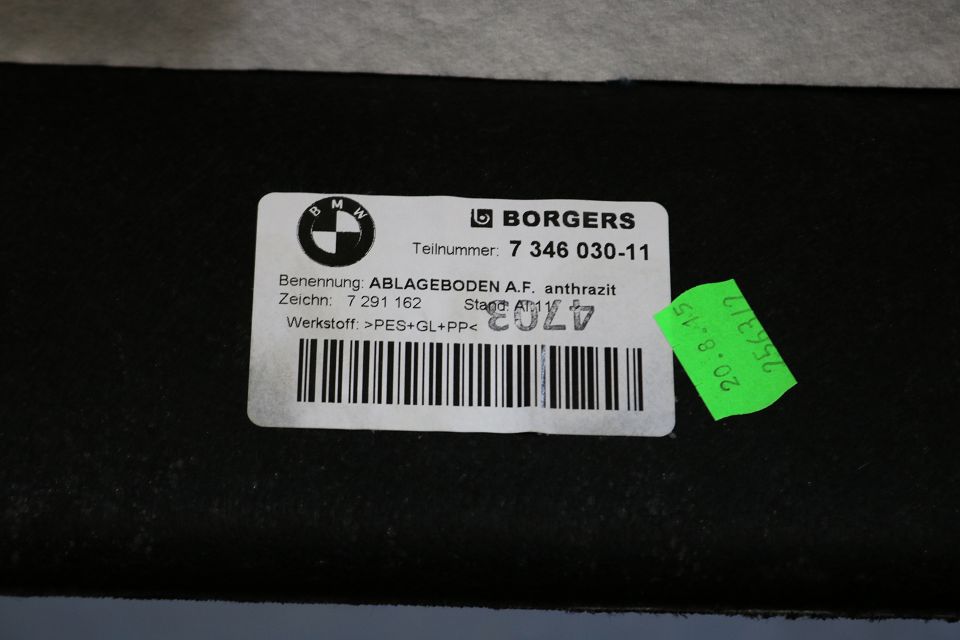 BMW
BORGERS
Teilnummer: 7 346 030-11
Benennung: ABLAGEBODEN A.F. anthrazit
Zeichn: 7 291 162 Stand:
4703
Werkstoff: >PES+GL+PP<
20.8.15